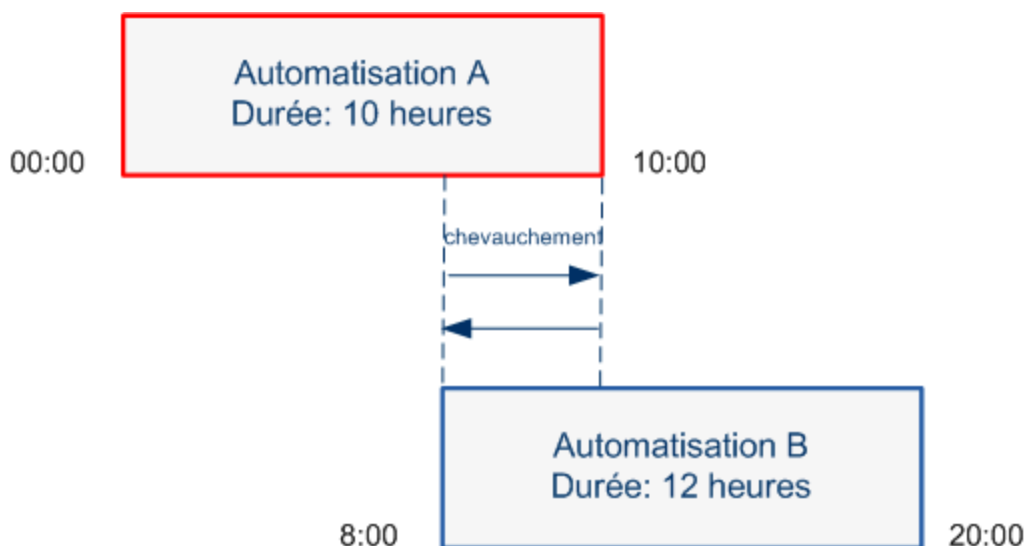 Automatisation A
Durée: 10 heures
00:00
10:00
chevauchement
Automatisation B
Durée: 12 heures
8:00
20:00